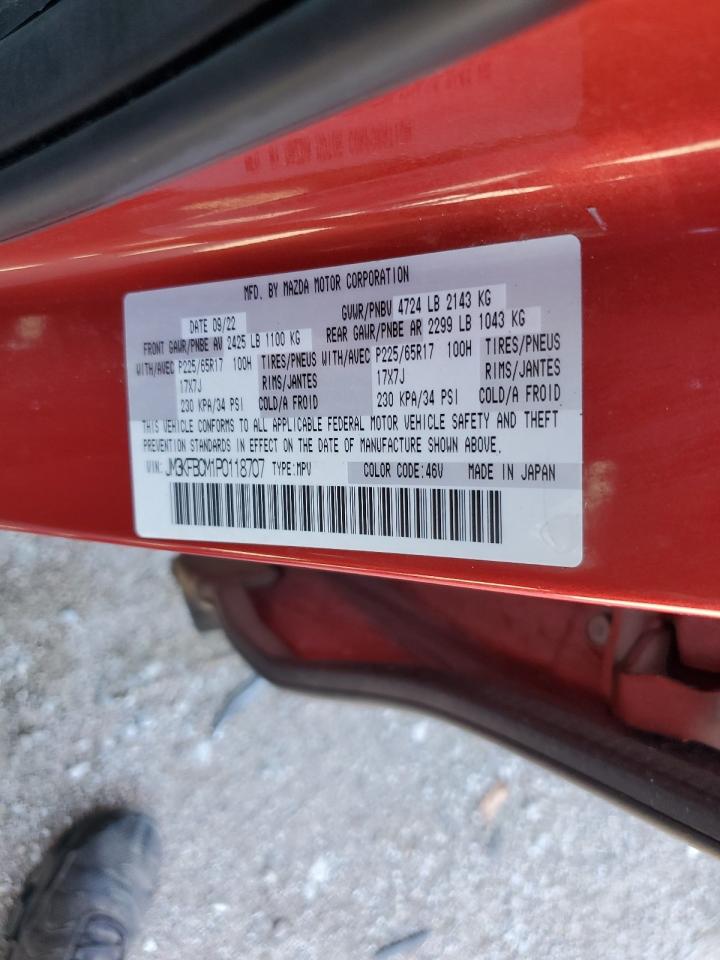 MFD. BY MAZDA MOTOR CORPORATION
DATE 09/22 GVWR/PNBV 4724 LB 2143 KG
FRONT GAWR/PNBE AV 2425 LB 1100 KG REAR GAWR/PNBE AR 2299 LB 1043 KG
WITH/AVEC P225/65R17 100H TIRES/PNEUS WITH/AVEC P225/65R17 100H TIRES/PNEUS
17X7J RIMS/JANTES 17X7J RIMS/JANTES
230 KPA/34 PSI COLD/A FROID 230 KPA/34 PSI COLD/A FROID
THIS VEHICLE CONFORMS TO ALL APPLICABLE FEDERAL MOTOR VEHICLE SAFETY AND THEFT
PREVENTION STANDARDS IN EFFECT ON THE DATE OF MANUFACTURE SHOWN ABOVE.
VIN: JM3KFBCM1P0118707 TYPE:MPV COLOR CODE:46V MADE IN JAPAN